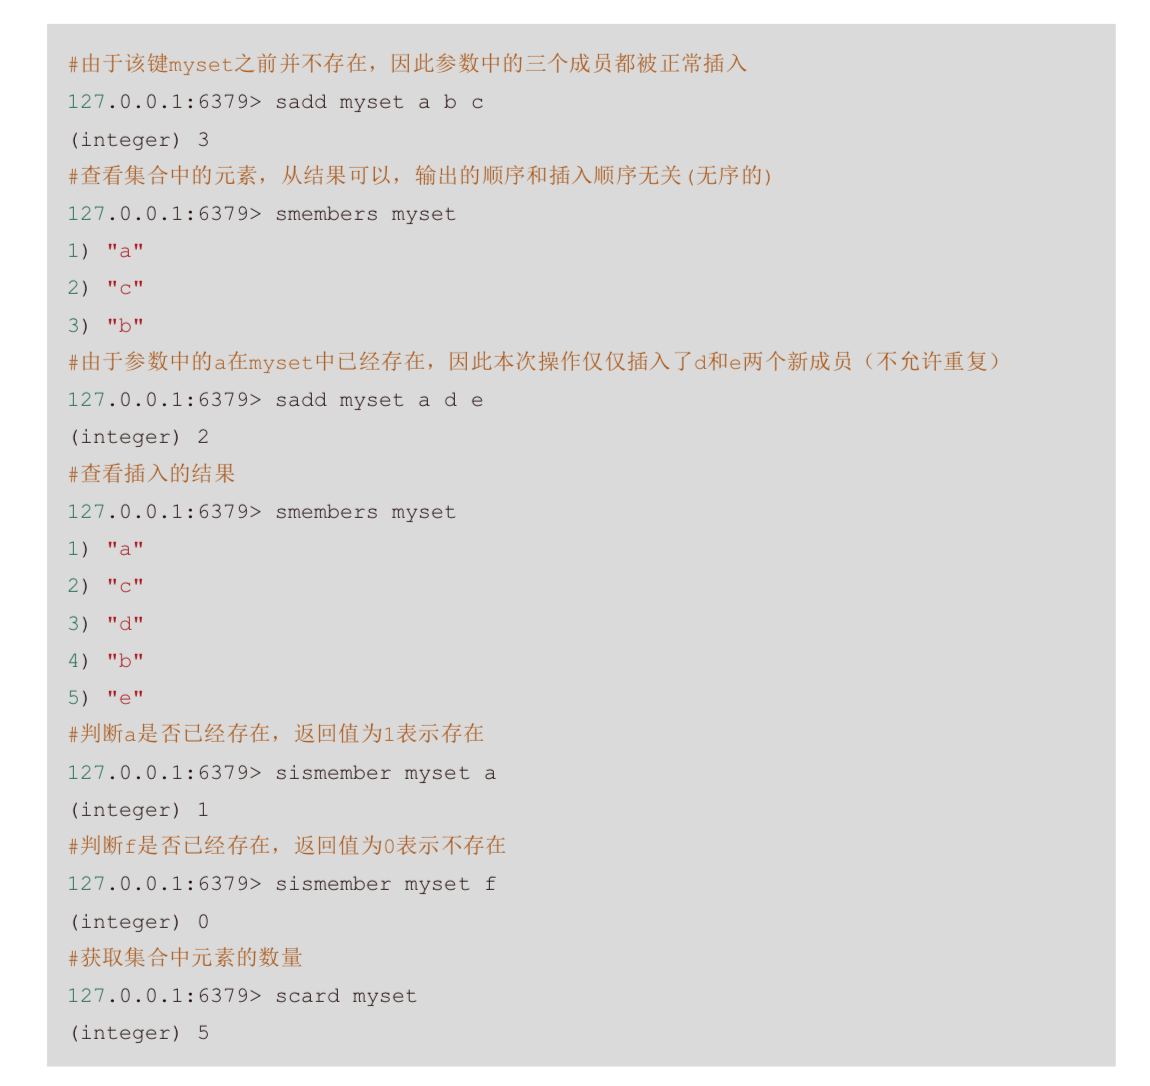 #由于该键myset之前并不存在，因此参数中的三个成员都被正常插入
127.0.0.1:6379> sadd myset a b c
(integer) 3
#查看集合中的元素，从结果可以，输出的顺序和插入顺序无关(无序的)
127.0.0.1:6379> smembers myset
1) "a"
2) "c"
3) "b"
#由于参数中的a在myset中已经存在，因此本次操作仅仅插入了d和e两个新成员（不允许重复）
127.0.0.1:6379> sadd myset a d e
(integer) 2
#查看插入的结果
127.0.0.1:6379> smembers myset
1) "a"
2) "c"
3) "d"
4) "b"
5) "e"
#判断a是否已经存在，返回值为1表示存在
127.0.0.1:6379> sismember myset a
(integer) 1
#判断f是否已经存在，返回值为0表示不存在
127.0.0.1:6379> sismember myset f
(integer) 0
#获取集合中元素的数量
127.0.0.1:6379> scard myset
(integer) 5